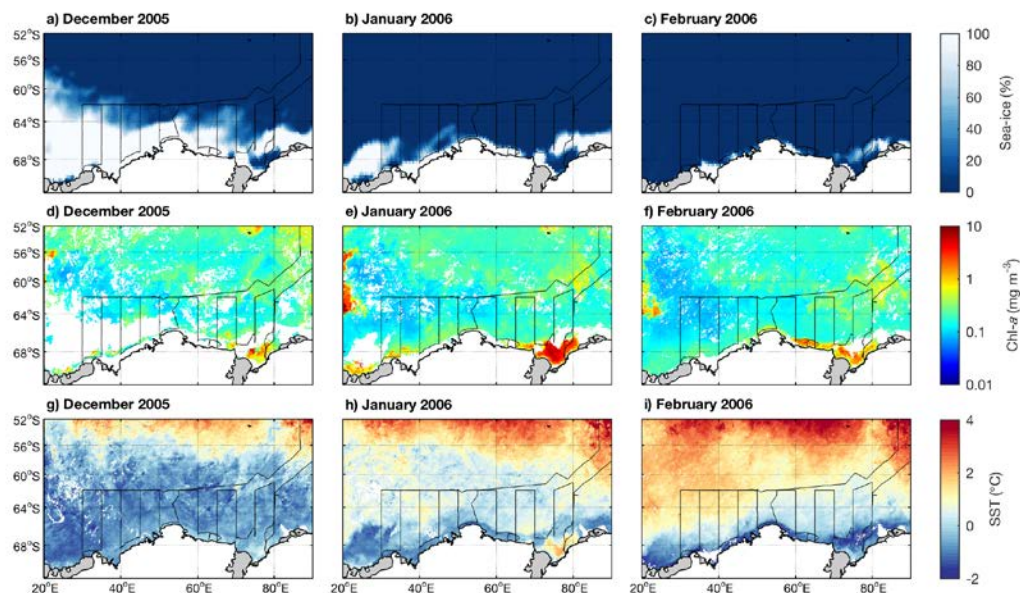 a) December 2005
b) January 2006
c) February 2006
52°S
56°S
60°S
64°S
68°S
100
80
60
40
20
0
Sea-ice (%)
d) December 2005
e) January 2006
f) February 2006
52°S
56°S
60°S
64°S
68°S
10
1
0.1
0.01
Chl-a (mg m⁻³)
g) December 2005
h) January 2006
i) February 2006
52°S
56°S
60°S
64°S
68°S
4
2
0
-2
SST (°C)
20°E 40°E 60°E 80°E 20°E 40°E 60°E 80°E 20°E 40°E 60°E 80°E